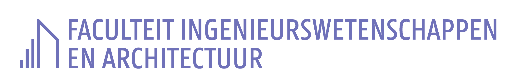 FACULTEIT INGENIEURSWETENSCHAPPEN
EN ARCHITECTUUR